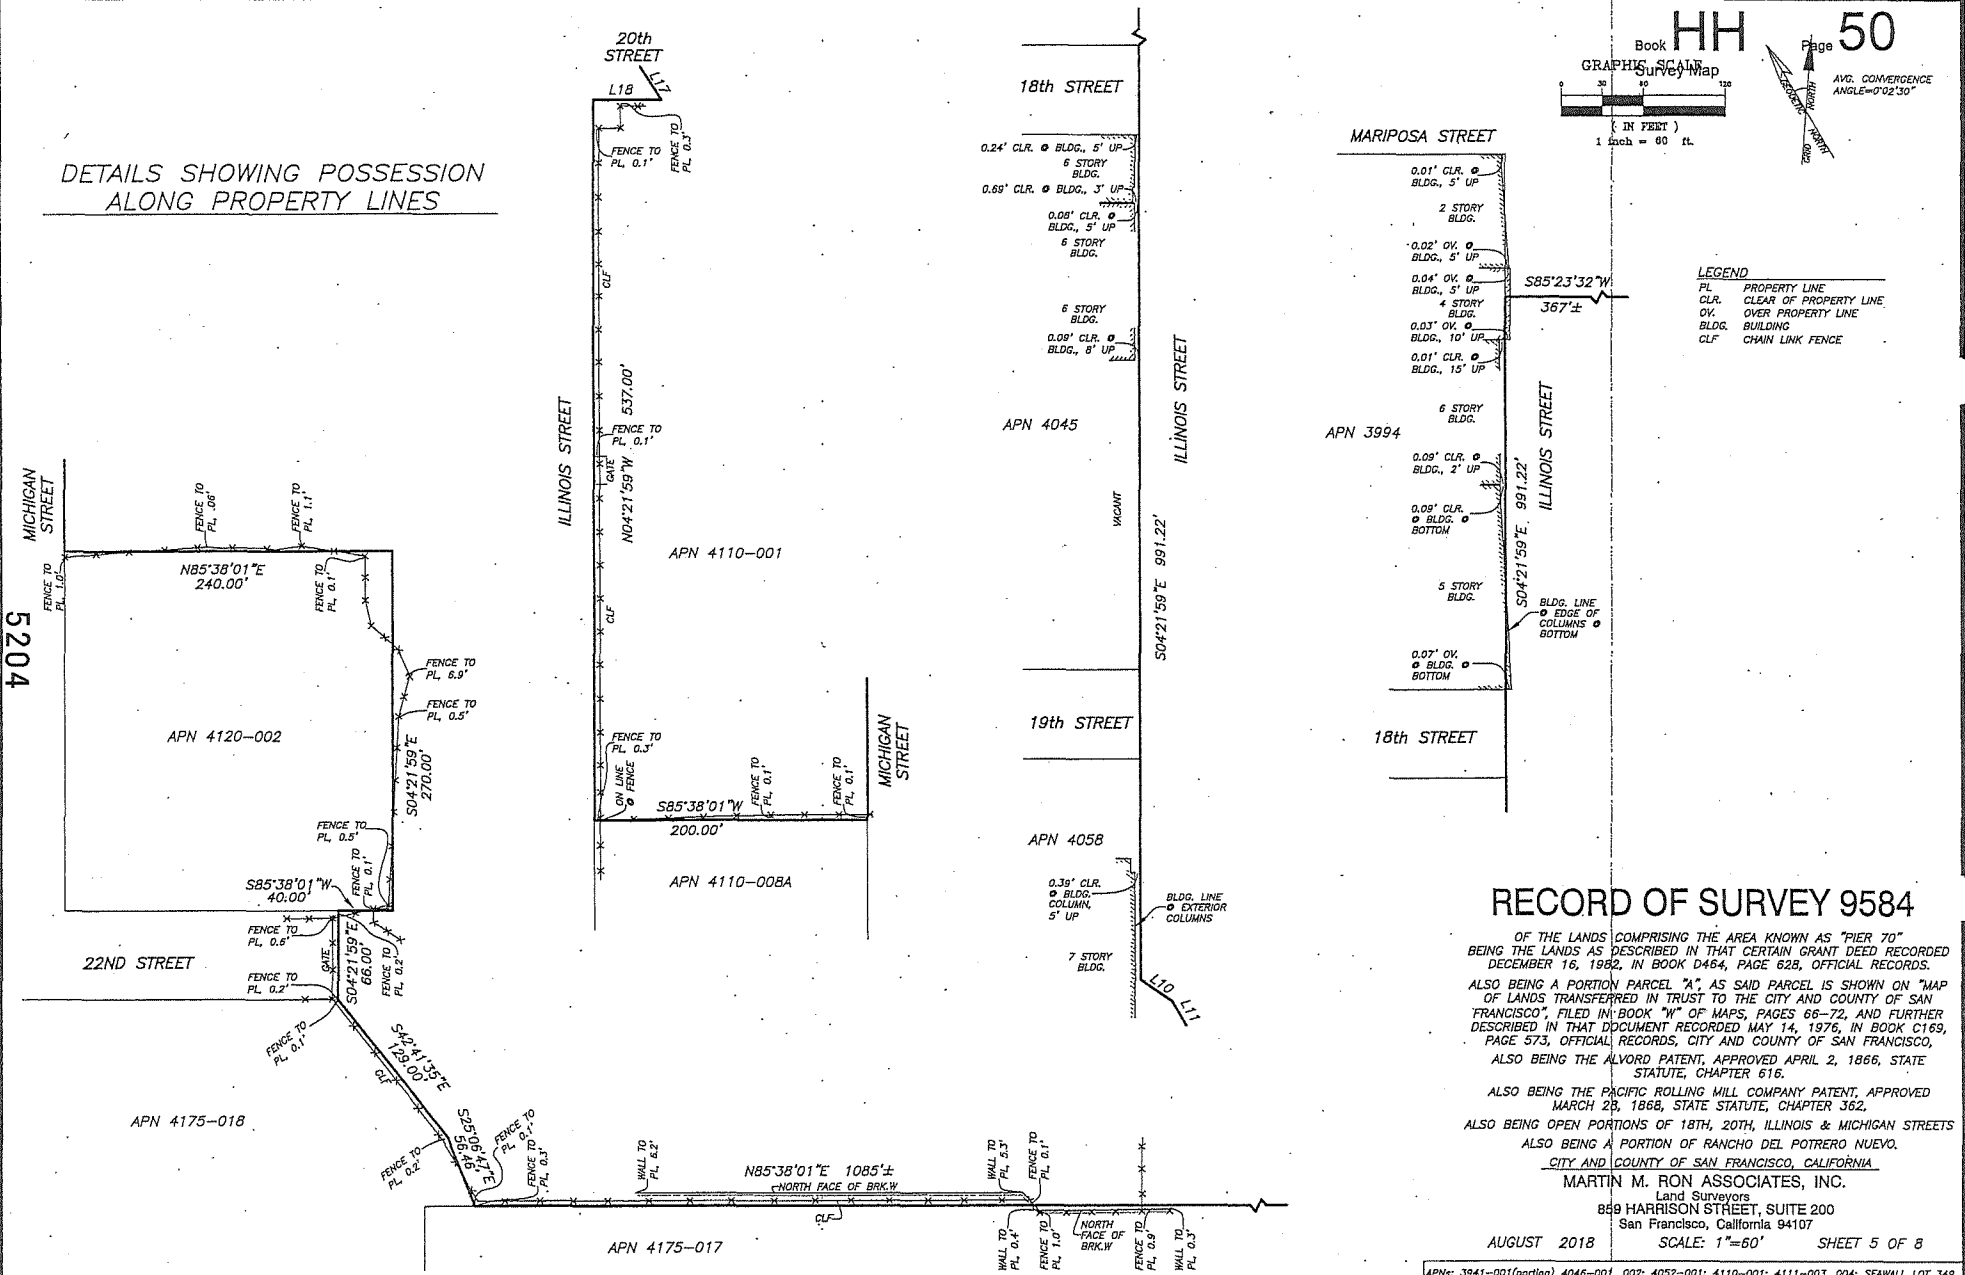 Book HH Page 50
Survey Map
GRAPHIC SCALE
0 30 60 120
( IN FEET )
1 inch = 60 ft.
GEODETIC NORTH
GRID NORTH
AVG. CONVERGENCE
ANGLE=0°02'30"
DETAILS SHOWING POSSESSION
ALONG PROPERTY LINES
5204
MICHIGAN
STREET
FENCE TO
PL, 1.0'
FENCE TO
PL, .06'
FENCE TO
PL, 1.1'
N85°38'01"E
240.00'
FENCE TO
PL, 0.1'
FENCE TO
PL, 6.9'
FENCE TO
PL, 0.5'
APN 4120-002
S04°21'59"E
270.00'
FENCE TO
PL, 0.5'
FENCE TO
PL, 0.1'
S85°38'01"W
40.00'
FENCE TO
PL, 0.6'
GATE
S04°21'59"E
66.00'
FENCE TO
PL, 0.2'
22ND STREET
FENCE TO
PL, 0.2'
FENCE TO
PL, 0.1'
S42°41'35"E
129.00'
CLF
APN 4175-018
FENCE TO
PL, 0.2'
S25°06'47"E
56.46'
FENCE TO
PL, 0.1'
FENCE TO
PL, 0.3'
WALL TO
PL, 6.2'
N85°38'01"E 1085'±
NORTH FACE OF BRK.W
CLF
WALL TO
PL, 5.3'
FENCE TO
PL, 0.1'
APN 4175-017
WALL TO
PL, 0.4'
FENCE TO
PL, 1.0'
NORTH
FACE OF
BRK.W
FENCE TO
PL, 0.9'
WALL TO
PL, 0.3'
20th
STREET
L17
L18
FENCE TO
PL, 0.1'
FENCE TO
PL, 0.3'
CLF
ILLINOIS STREET
N04°21'59"W 537.00'
FENCE TO
PL, 0.1'
GATE
APN 4110-001
CLF
FENCE TO
PL, 0.3'
ON LINE
@ FENCE
S85°38'01"W
200.00'
FENCE TO
PL, 0.1'
FENCE TO
PL, 0.1'
MICHIGAN
STREET
APN 4110-008A
18th STREET
0.24' CLR. @ BLDG., 5' UP
6 STORY
BLDG.
0.69' CLR. @ BLDG., 3' UP
0.08' CLR. @
BLDG., 5' UP
6 STORY
BLDG.
6 STORY
BLDG.
0.09' CLR. @
BLDG., 8' UP
ILLINOIS STREET
APN 4045
VACANT
S04°21'59"E 991.22'
19th STREET
APN 4058
0.39' CLR.
@ BLDG.
COLUMN,
5' UP
BLDG. LINE
@ EXTERIOR
COLUMNS
7 STORY
BLDG.
L10
L11
MARIPOSA STREET
0.01' CLR. @
BLDG., 5' UP
2 STORY
BLDG.
0.02' OV. @
BLDG., 5' UP
0.04' OV. @
BLDG., 5' UP
4 STORY
BLDG.
0.03' OV. @
BLDG., 10' UP
0.01' CLR. @
BLDG., 15' UP
S85°23'32"W
367'±
6 STORY
BLDG.
APN 3994
ILLINOIS STREET
S04°21'59"E 991.22'
0.09' CLR. @
BLDG., 2' UP
0.09' CLR.
@ BLDG. @
BOTTOM
5 STORY
BLDG.
BLDG. LINE
@ EDGE OF
COLUMNS @
BOTTOM
0.07' OV.
@ BLDG. @
BOTTOM
18th STREET
LEGEND
PL PROPERTY LINE
CLR. CLEAR OF PROPERTY LINE
OV. OVER PROPERTY LINE
BLDG. BUILDING
CLF CHAIN LINK FENCE
RECORD OF SURVEY 9584
OF THE LANDS COMPRISING THE AREA KNOWN AS "PIER 70"
BEING THE LANDS AS DESCRIBED IN THAT CERTAIN GRANT DEED RECORDED
DECEMBER 16, 1982, IN BOOK D464, PAGE 628, OFFICIAL RECORDS.
ALSO BEING A PORTION PARCEL "A", AS SAID PARCEL IS SHOWN ON "MAP
OF LANDS TRANSFERRED IN TRUST TO THE CITY AND COUNTY OF SAN
FRANCISCO", FILED IN BOOK "W" OF MAPS, PAGES 66-72, AND FURTHER
DESCRIBED IN THAT DOCUMENT RECORDED MAY 14, 1976, IN BOOK C169,
PAGE 573, OFFICIAL RECORDS, CITY AND COUNTY OF SAN FRANCISCO,
ALSO BEING THE ALVORD PATENT, APPROVED APRIL 2, 1866, STATE
STATUTE, CHAPTER 616.
ALSO BEING THE PACIFIC ROLLING MILL COMPANY PATENT, APPROVED
MARCH 28, 1868, STATE STATUTE, CHAPTER 362.
ALSO BEING OPEN PORTIONS OF 18TH, 20TH, ILLINOIS & MICHIGAN STREETS
ALSO BEING A PORTION OF RANCHO DEL POTRERO NUEVO.
CITY AND COUNTY OF SAN FRANCISCO, CALIFORNIA
MARTIN M. RON ASSOCIATES, INC.
Land Surveyors
859 HARRISON STREET, SUITE 200
San Francisco, California 94107
AUGUST 2018 SCALE: 1"=60' SHEET 5 OF 8
APNs: 3941-001(portion) 4046-001, 002; 4052-001; 4110-001; 4111-003, 004; SEAWALL LOT 349